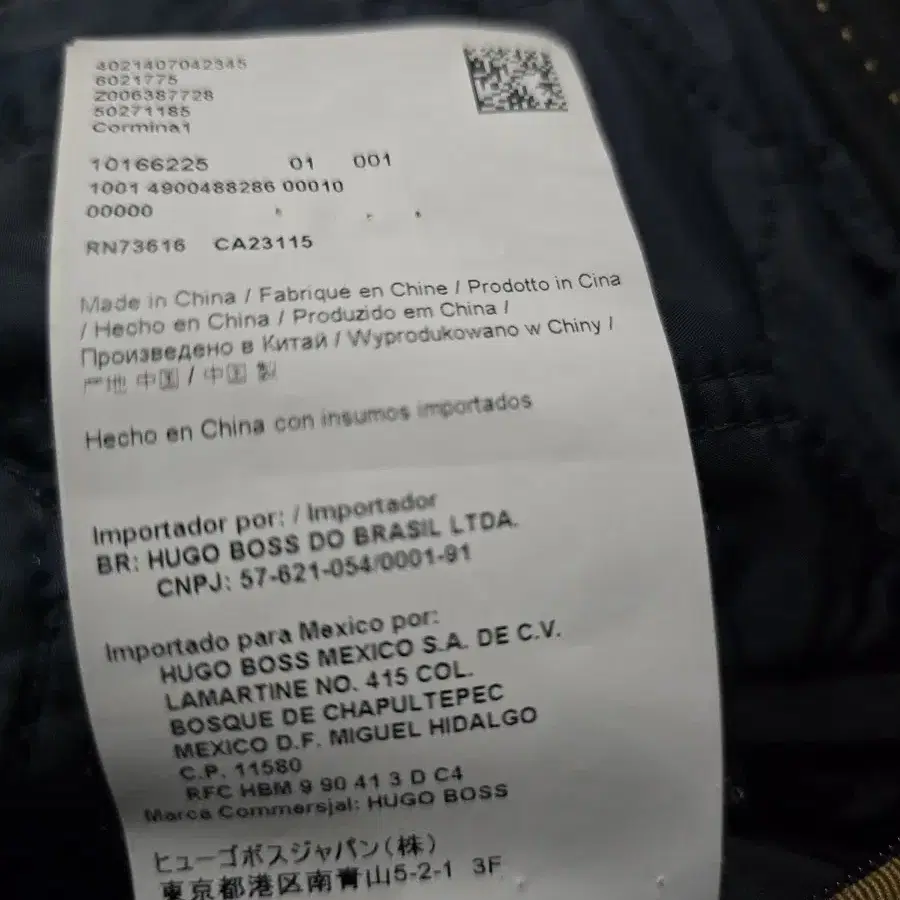 4021407042345
6021775
2006387728
50271185
Cormina1
10166225 01 001
1001 4900488286 00010
00000
RN73616 CA23115
Made in China / Fabriqué en Chine / Prodotto in Cina
/ Hecho en China / Produzido em China /
Произведено в Китай / Wyprodukowano w Chiny /
产地 中国 / 中国 製
Hecho en China con insumos importados
Importador por: / Importador
BR: HUGO BOSS DO BRASIL LTDA.
CNPJ: 57-621-054/0001-91
Importado para Mexico por:
HUGO BOSS MEXICO S.A. DE C.V.
LAMARTINE NO. 415 COL.
BOSQUE DE CHAPULTEPEC
MEXICO D.F. MIGUEL HIDALGO
C.P. 11580
RFC HBM 9 90 41 3 D C4
Marca Commersjal: HUGO BOSS
ヒューゴボスジャパン(株)
東京都港区南青山5-2-1 3F